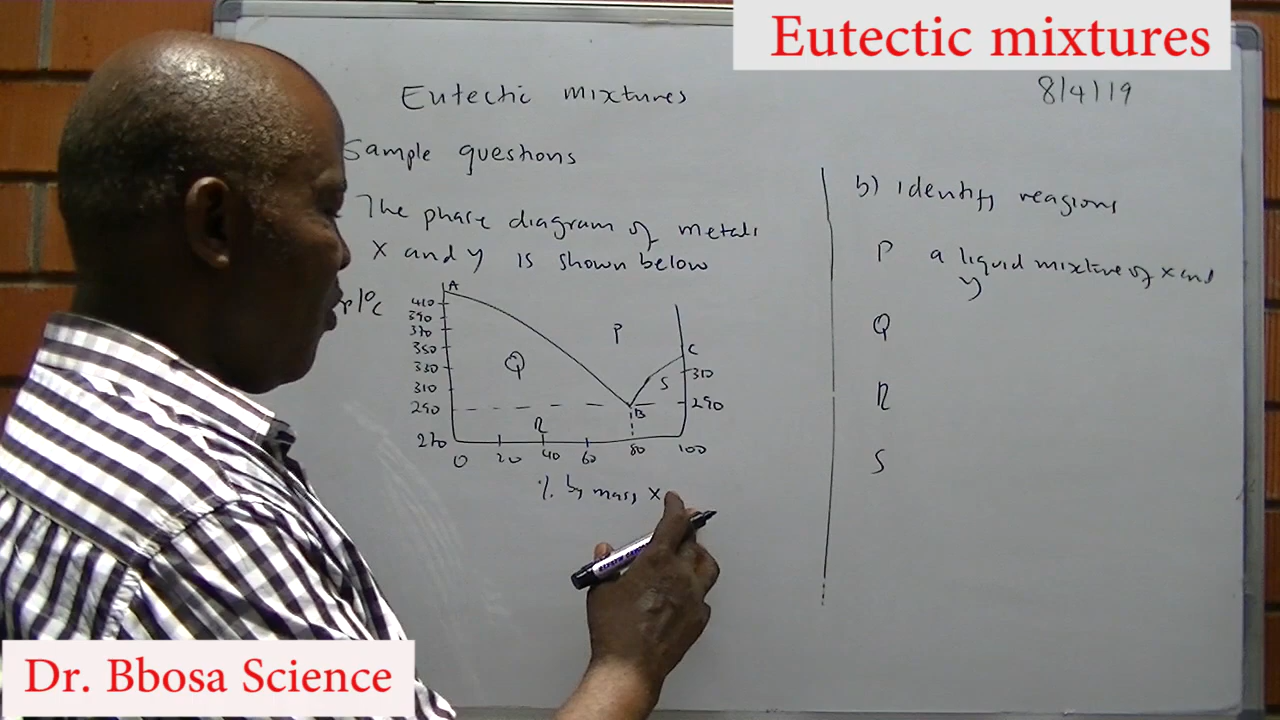 Eutectic mixtures
Eutectic mixtures
8/4/19
Sample questions
The phase diagram of metals
X and y is shown below
°C
A
410
390
370
350
330
310
290
270
P
Q
C
S
310
B
290
R
0 20 40 60 80 100
% by mass X
b) Identify reagions
P a liquid mixture of X and
y
Q
R
S
Dr. Bbosa Science